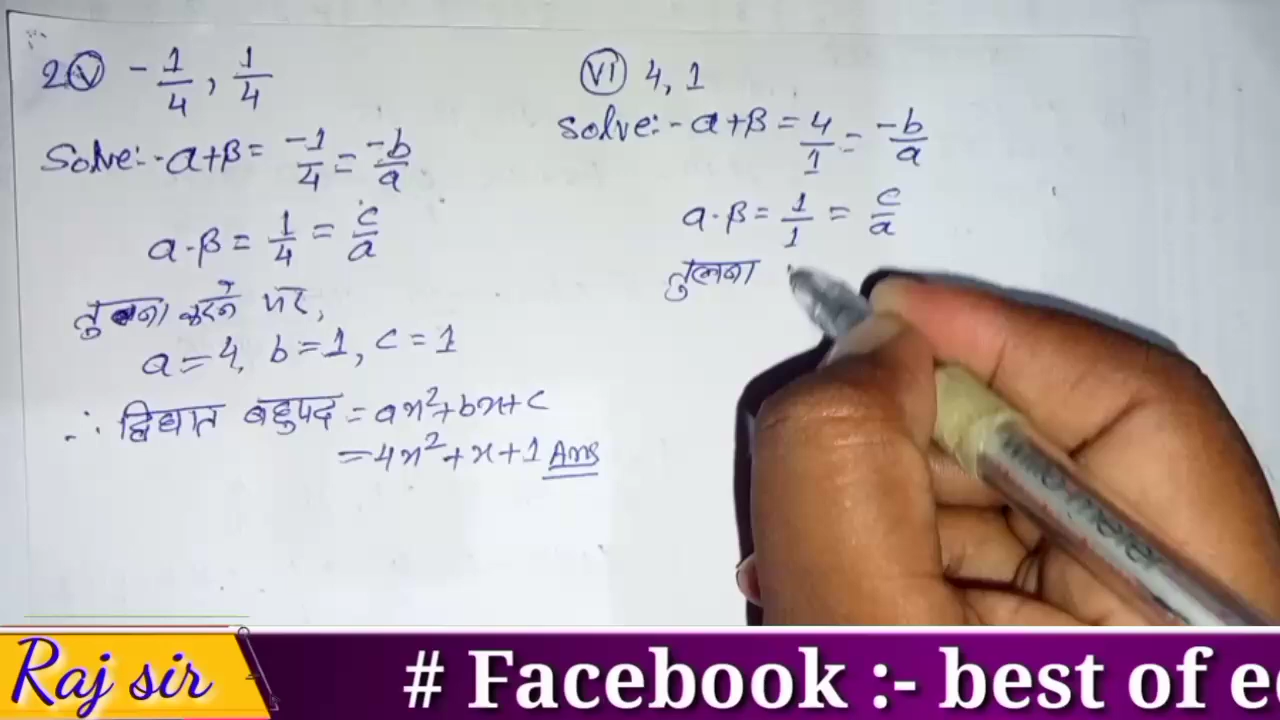 2 (V) -1/4, 1/4
Solve:- α+β = -1/4 = -b/a
α·β = 1/4 = c/a
तुलना करने पर,
a = 4, b = 1, c = 1
∴ द्विघात बहुपद = ax²+bx+c
= 4x²+x+1 Ans
(VI) 4, 1
Solve:- α+β = 4/1 = -b/a
α·β = 1/1 = c/a
तुलना
Raj sir
# Facebook :- best of e